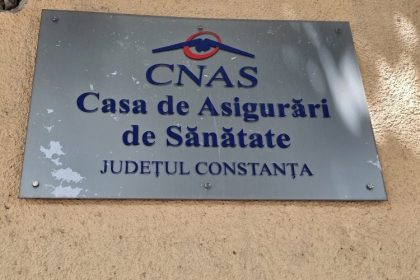 CNAS
Casa de Asigurări
de Sănătate
JUDEȚUL CONSTANȚA